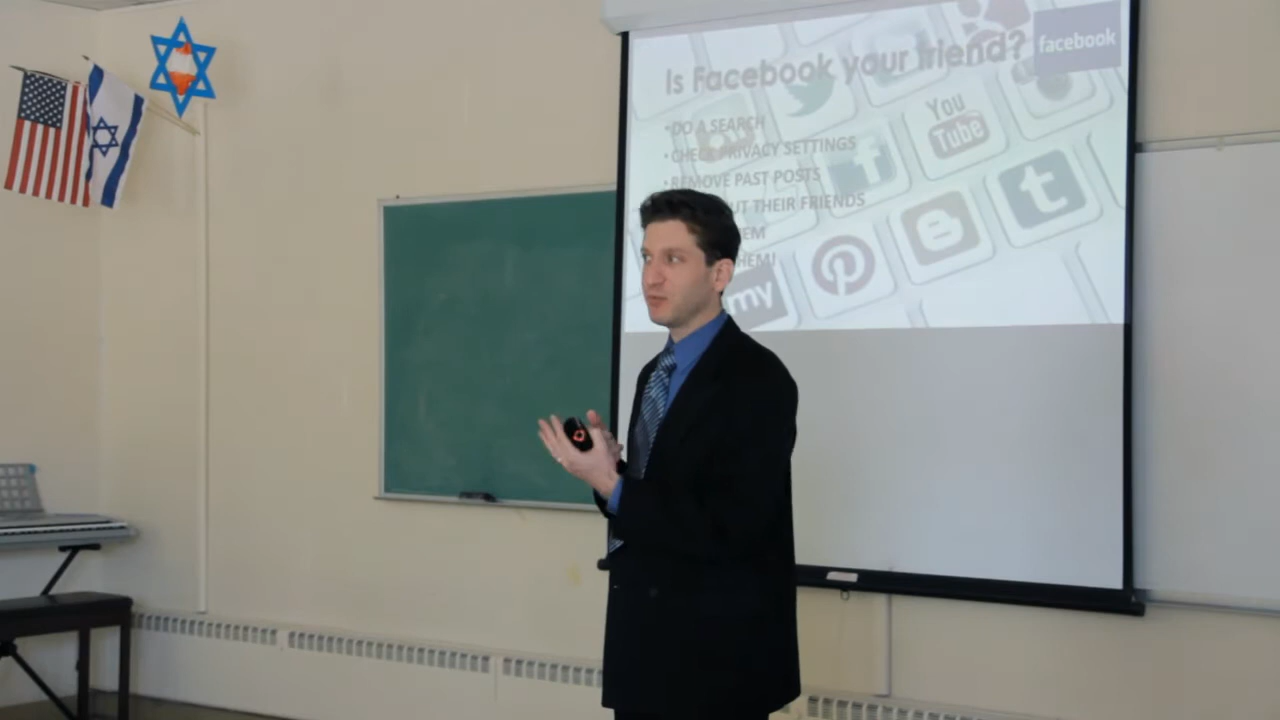 Is Facebook your friend?
facebook
•DO A SEARCH
•CHECK PRIVACY SETTINGS
•REMOVE PAST POSTS
THEIR FRIENDS
You
Tube
f
t
my